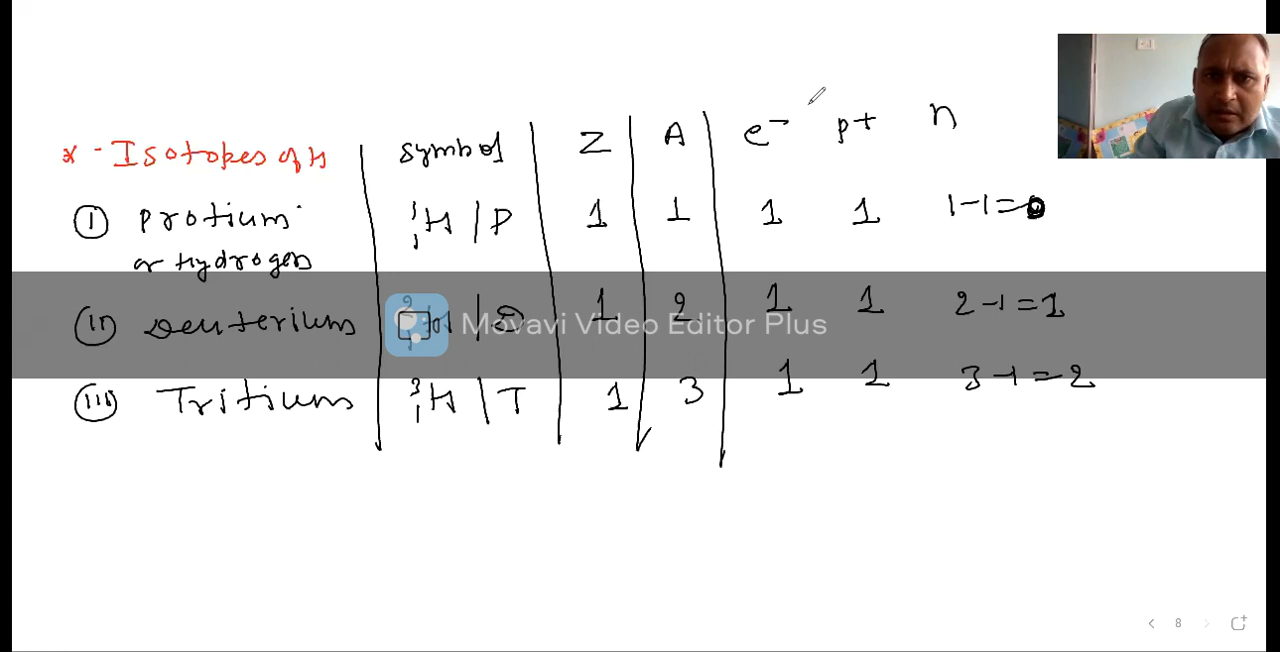 * - Isotopes of H | symbol | Z | A | e⁻ p+ n
(i) Protium ¹₁H | P 1 1 1 1 1-1=0
or Hydrogen
(ii) Deuterium ²₁H | D 1 2 1 1 2-1=1
Movavi Video Editor Plus
(iii) Tritium ³₁H | T 1 3 1 1 3-1=2
8